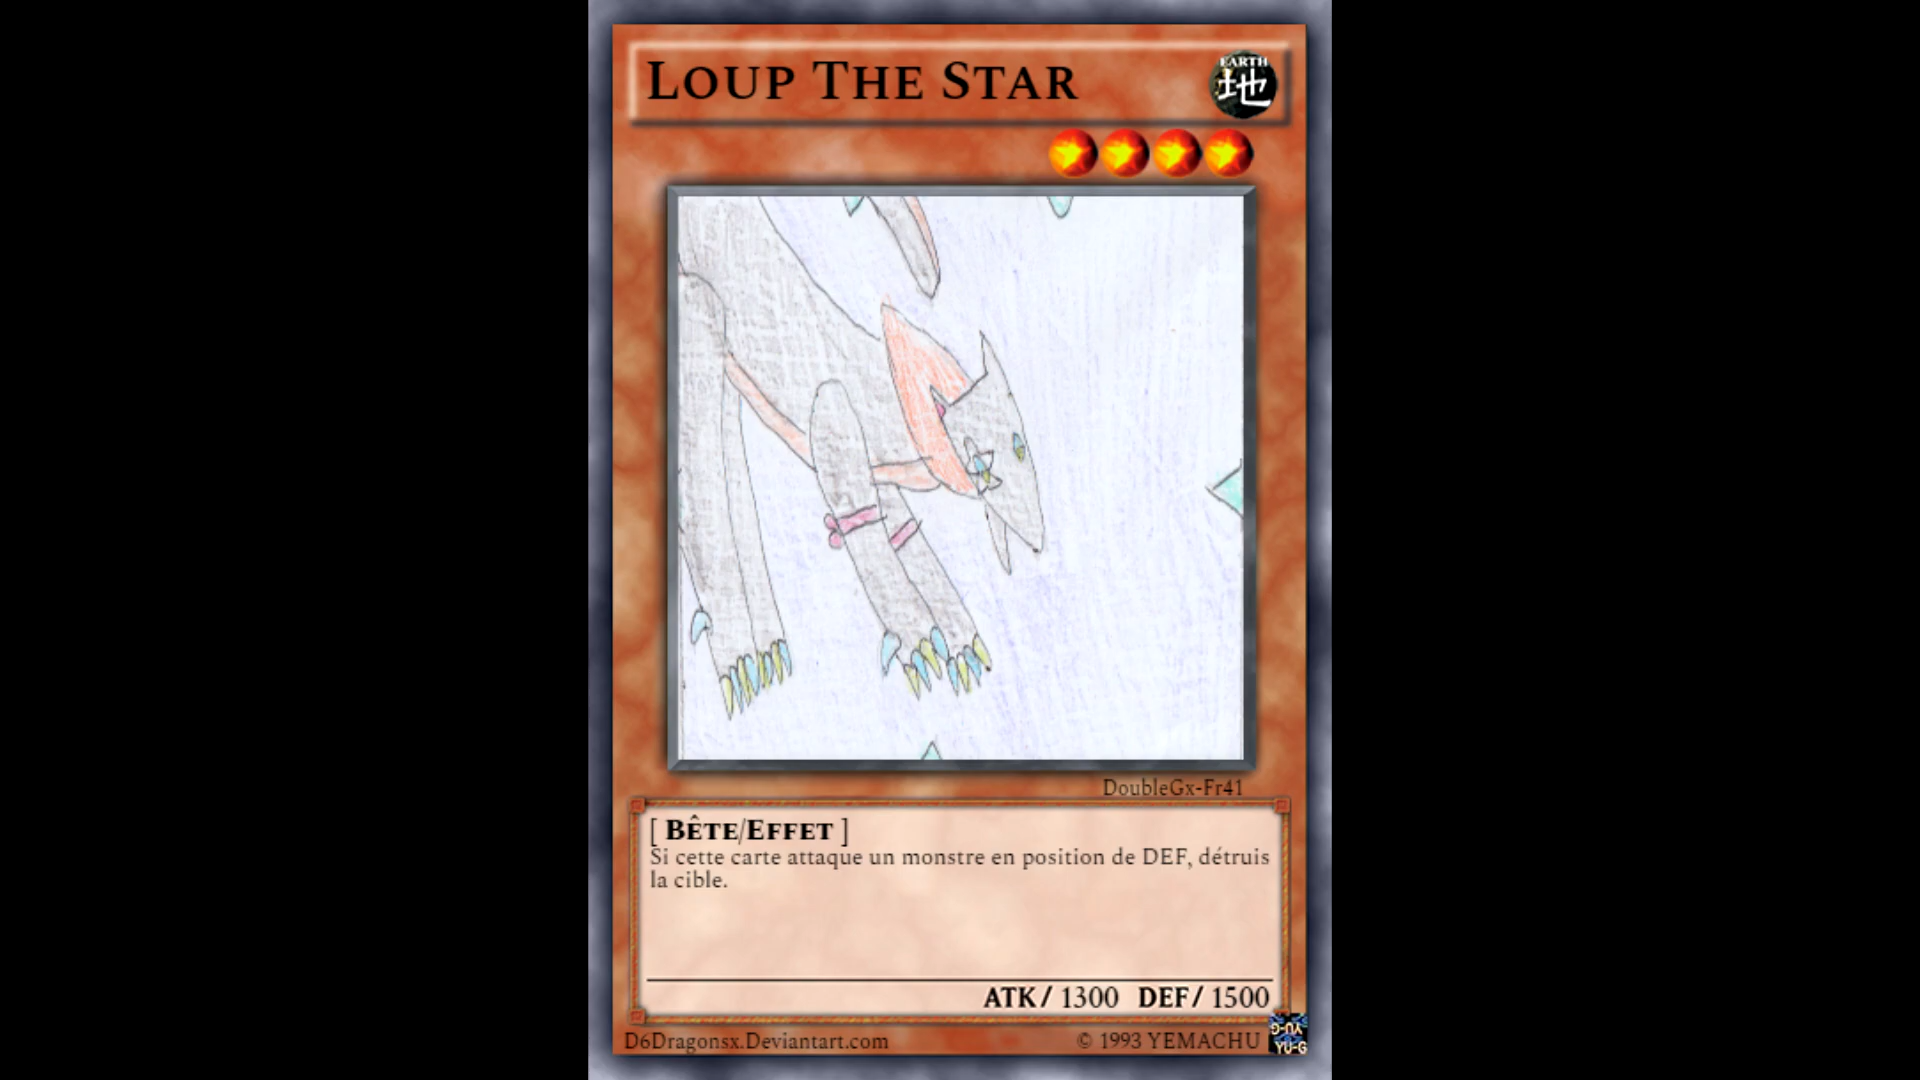 LOUP THE STAR
EARTH
地
DoubleGx-Fr41
[ BÊTE/EFFET ]
Si cette carte attaque un monstre en position de DEF, détruis
la cible.
ATK/ 1300 DEF/ 1500
D6Dragonsx.Deviantart.com
© 1993 YEMACHU
YU-G